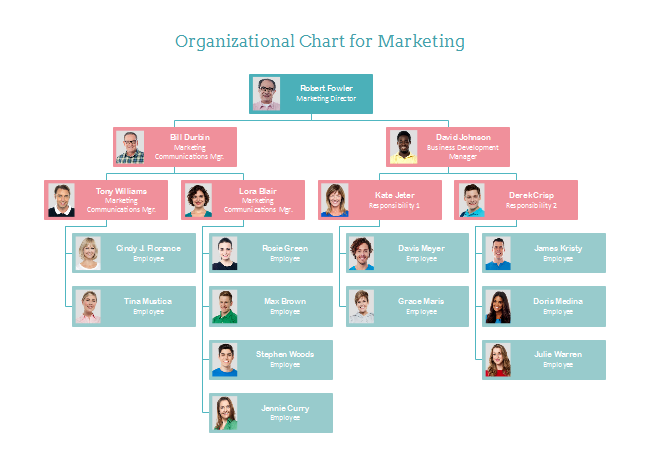 Organizational Chart for Marketing
Robert Fowler
Marketing Director
Bill Durbin
Marketing
Communications Mgr.
David Johnson
Business Development
Manager
Tony Williams
Marketing
Communications Mgr.
Lora Blair
Marketing
Communications Mgr.
Kate Jeter
Responsibility 1
Derek Crisp
Responsibility 2
Cindy J. Florance
Employee
Rosie Green
Employee
Davis Meyer
Employee
James Kristy
Employee
Tina Mustica
Employee
Max Brown
Employee
Grace Maris
Employee
Doris Medina
Employee
Stephen Woods
Employee
Julie Warren
Employee
Jennie Curry
Employee